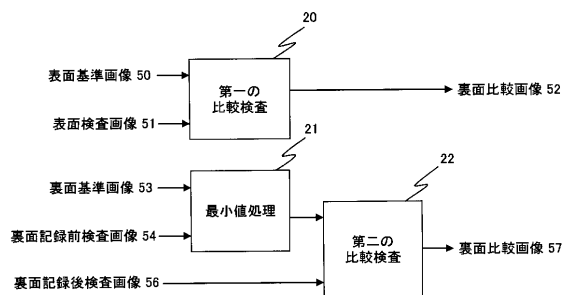 20
表面基準画像 50
第一の
比較検査
裏面比較画像 52
表面検査画像 51
21
22
裏面基準画像 53
最小値処理
裏面記録前検査画像 54
第二の
比較検査
裏面比較画像 57
裏面記録後検査画像 56